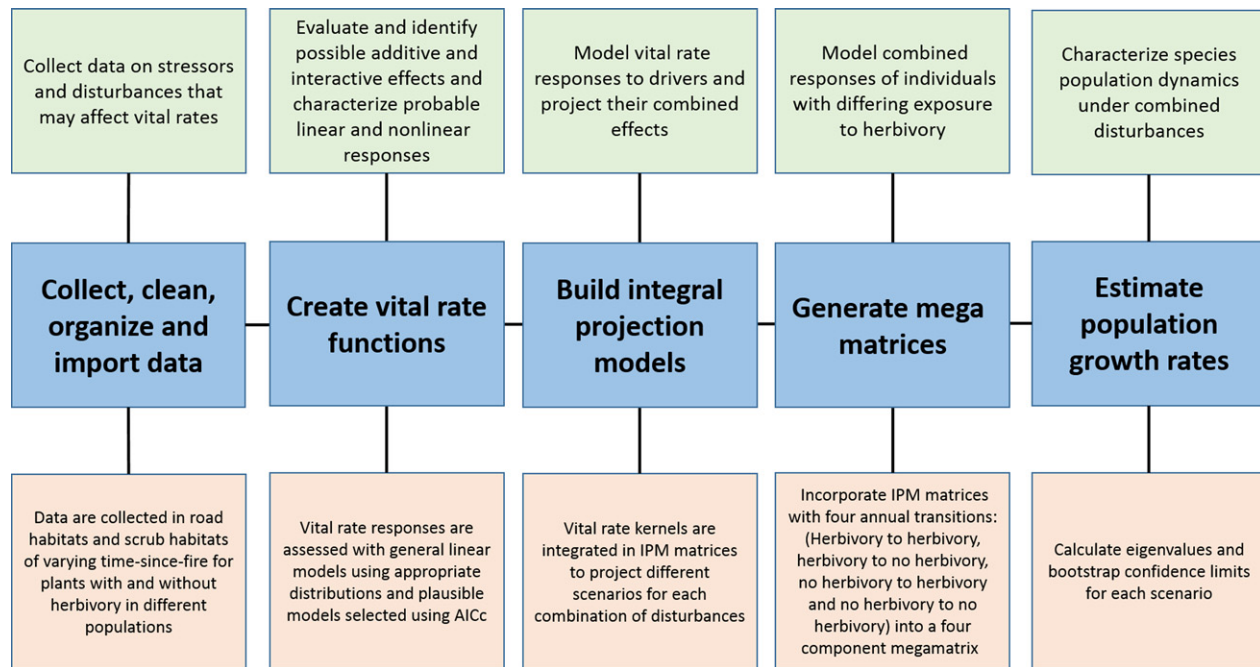 Collect data on stressors
and disturbances that
may affect vital rates
Evaluate and identify
possible additive and
interactive effects and
characterize probable
linear and nonlinear
responses
Model vital rate
responses to drivers and
project their combined
effects
Model combined
responses of individuals
with differing exposure
to herbivory
Characterize species
population dynamics
under combined
disturbances
Collect, clean,
organize and
import data
Create vital rate
functions
Build integral
projection
models
Generate mega
matrices
Estimate
population
growth rates
Data are collected in road
habitats and scrub habitats
of varying time-since-fire for
plants with and without
herbivory in different
populations
Vital rate responses are
assessed with general linear
models using appropriate
distributions and plausible
models selected using AICc
Vital rate kernels are
integrated in IPM matrices
to project different
scenarios for each
combination of disturbances
Incorporate IPM matrices
with four annual transitions:
(Herbivory to herbivory,
herbivory to no herbivory,
no herbivory to herbivory
and no herbivory to no
herbivory) into a four
component megamatrix
Calculate eigenvalues and
bootstrap confidence limits
for each scenario